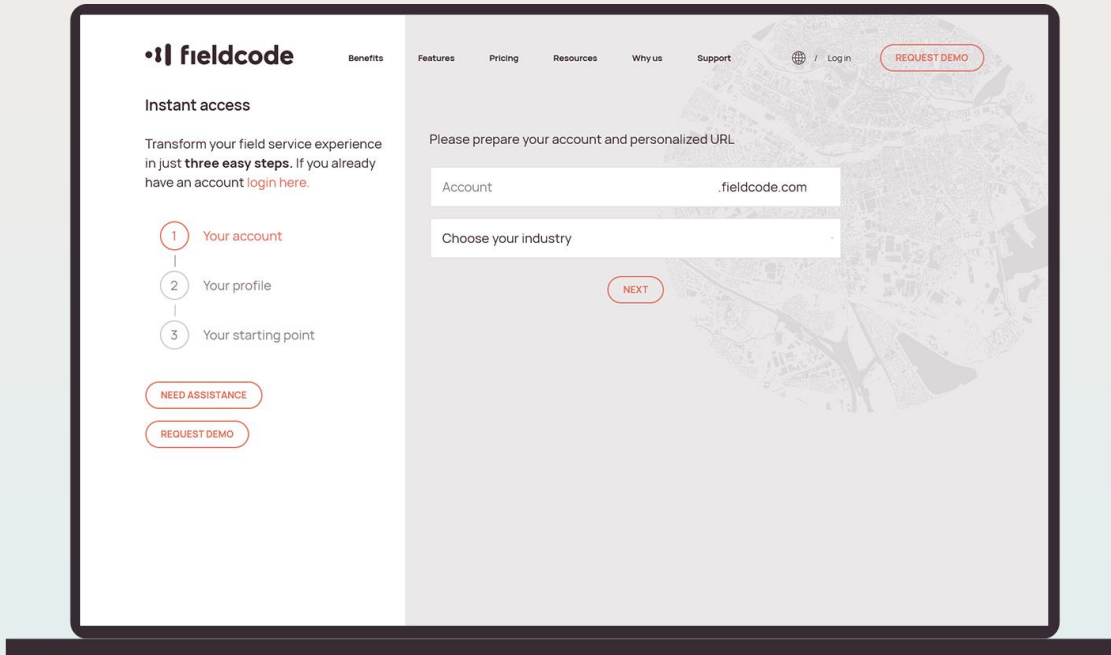 fieldcode
Benefits
Features
Pricing
Resources
Why us
Support
/ Log in
REQUEST DEMO
Instant access
Transform your field service experience
in just three easy steps. If you already
have an account login here.
1 Your account
2 Your profile
3 Your starting point
NEED ASSISTANCE
REQUEST DEMO
Please prepare your account and personalized URL
Account .fieldcode.com
Choose your industry
NEXT